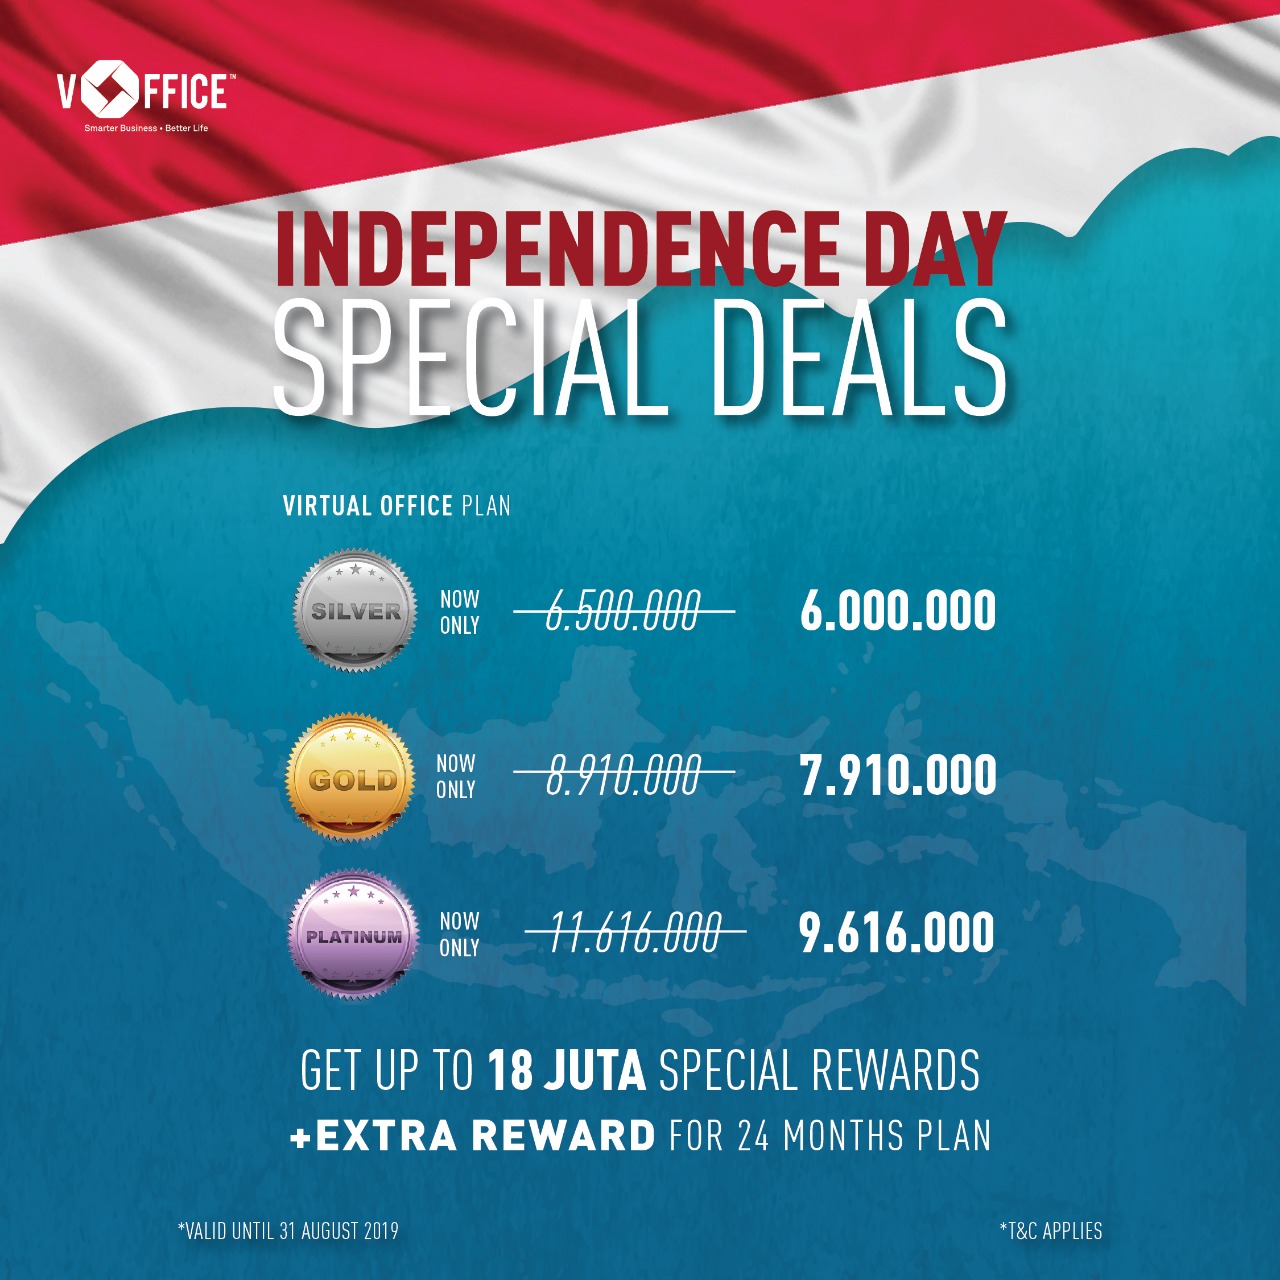 VOFFICE™
Smarter Business • Better Life
INDEPENDENCE DAY
SPECIAL DEALS
VIRTUAL OFFICE PLAN
SILVER
NOW
ONLY
6.500.000
6.000.000
GOLD
NOW
ONLY
8.910.000
7.910.000
PLATINUM
NOW
ONLY
11.616.000
9.616.000
GET UP TO 18 JUTA SPECIAL REWARDS
+EXTRA REWARD FOR 24 MONTHS PLAN
*VALID UNTIL 31 AUGUST 2019
*T&C APPLIES